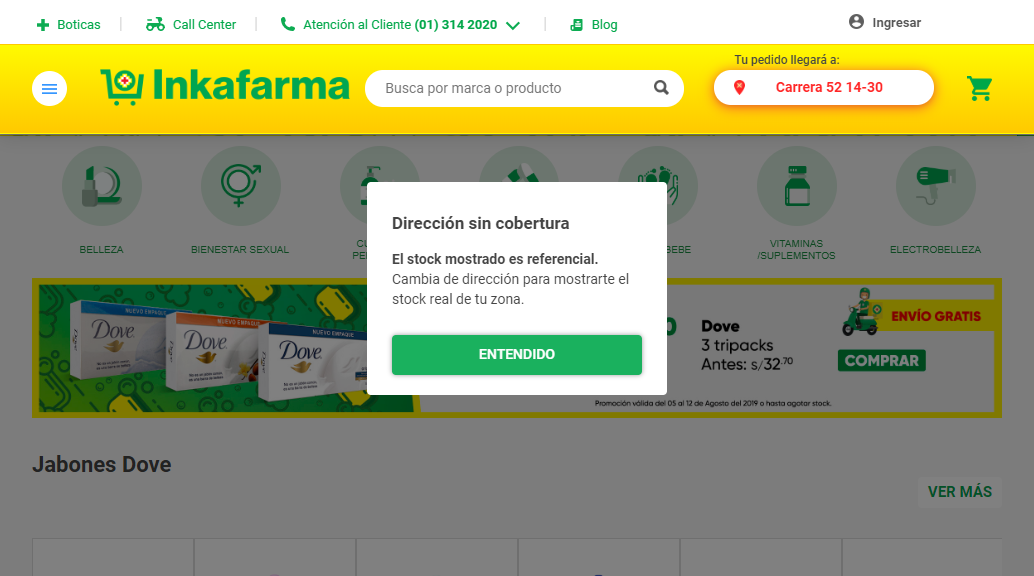 Boticas
Call Center
Atención al Cliente (01) 314 2020
Blog
Ingresar
Inkafarma
Busca por marca o producto
Tu pedido llegará a:
Carrera 52 14-30
BELLEZA
BIENESTAR SEXUAL
BEBE
VITAMINAS
/SUPLEMENTOS
ELECTROBELLEZA
Dirección sin cobertura
El stock mostrado es referencial.
Cambia de dirección para mostrarte el
stock real de tu zona.
ENTENDIDO
NUEVO EMPAQUE
Dove
NUEVO EMPAQUE
Dove
NUEVO EMPAQUE
Dove
Dove
3 tripacks
Antes: s/32.70
ENVÍO GRATIS
COMPRAR
Promoción válida del 05 al 12 de Agosto del 2019 o hasta agotar stock.
Jabones Dove
VER MÁS